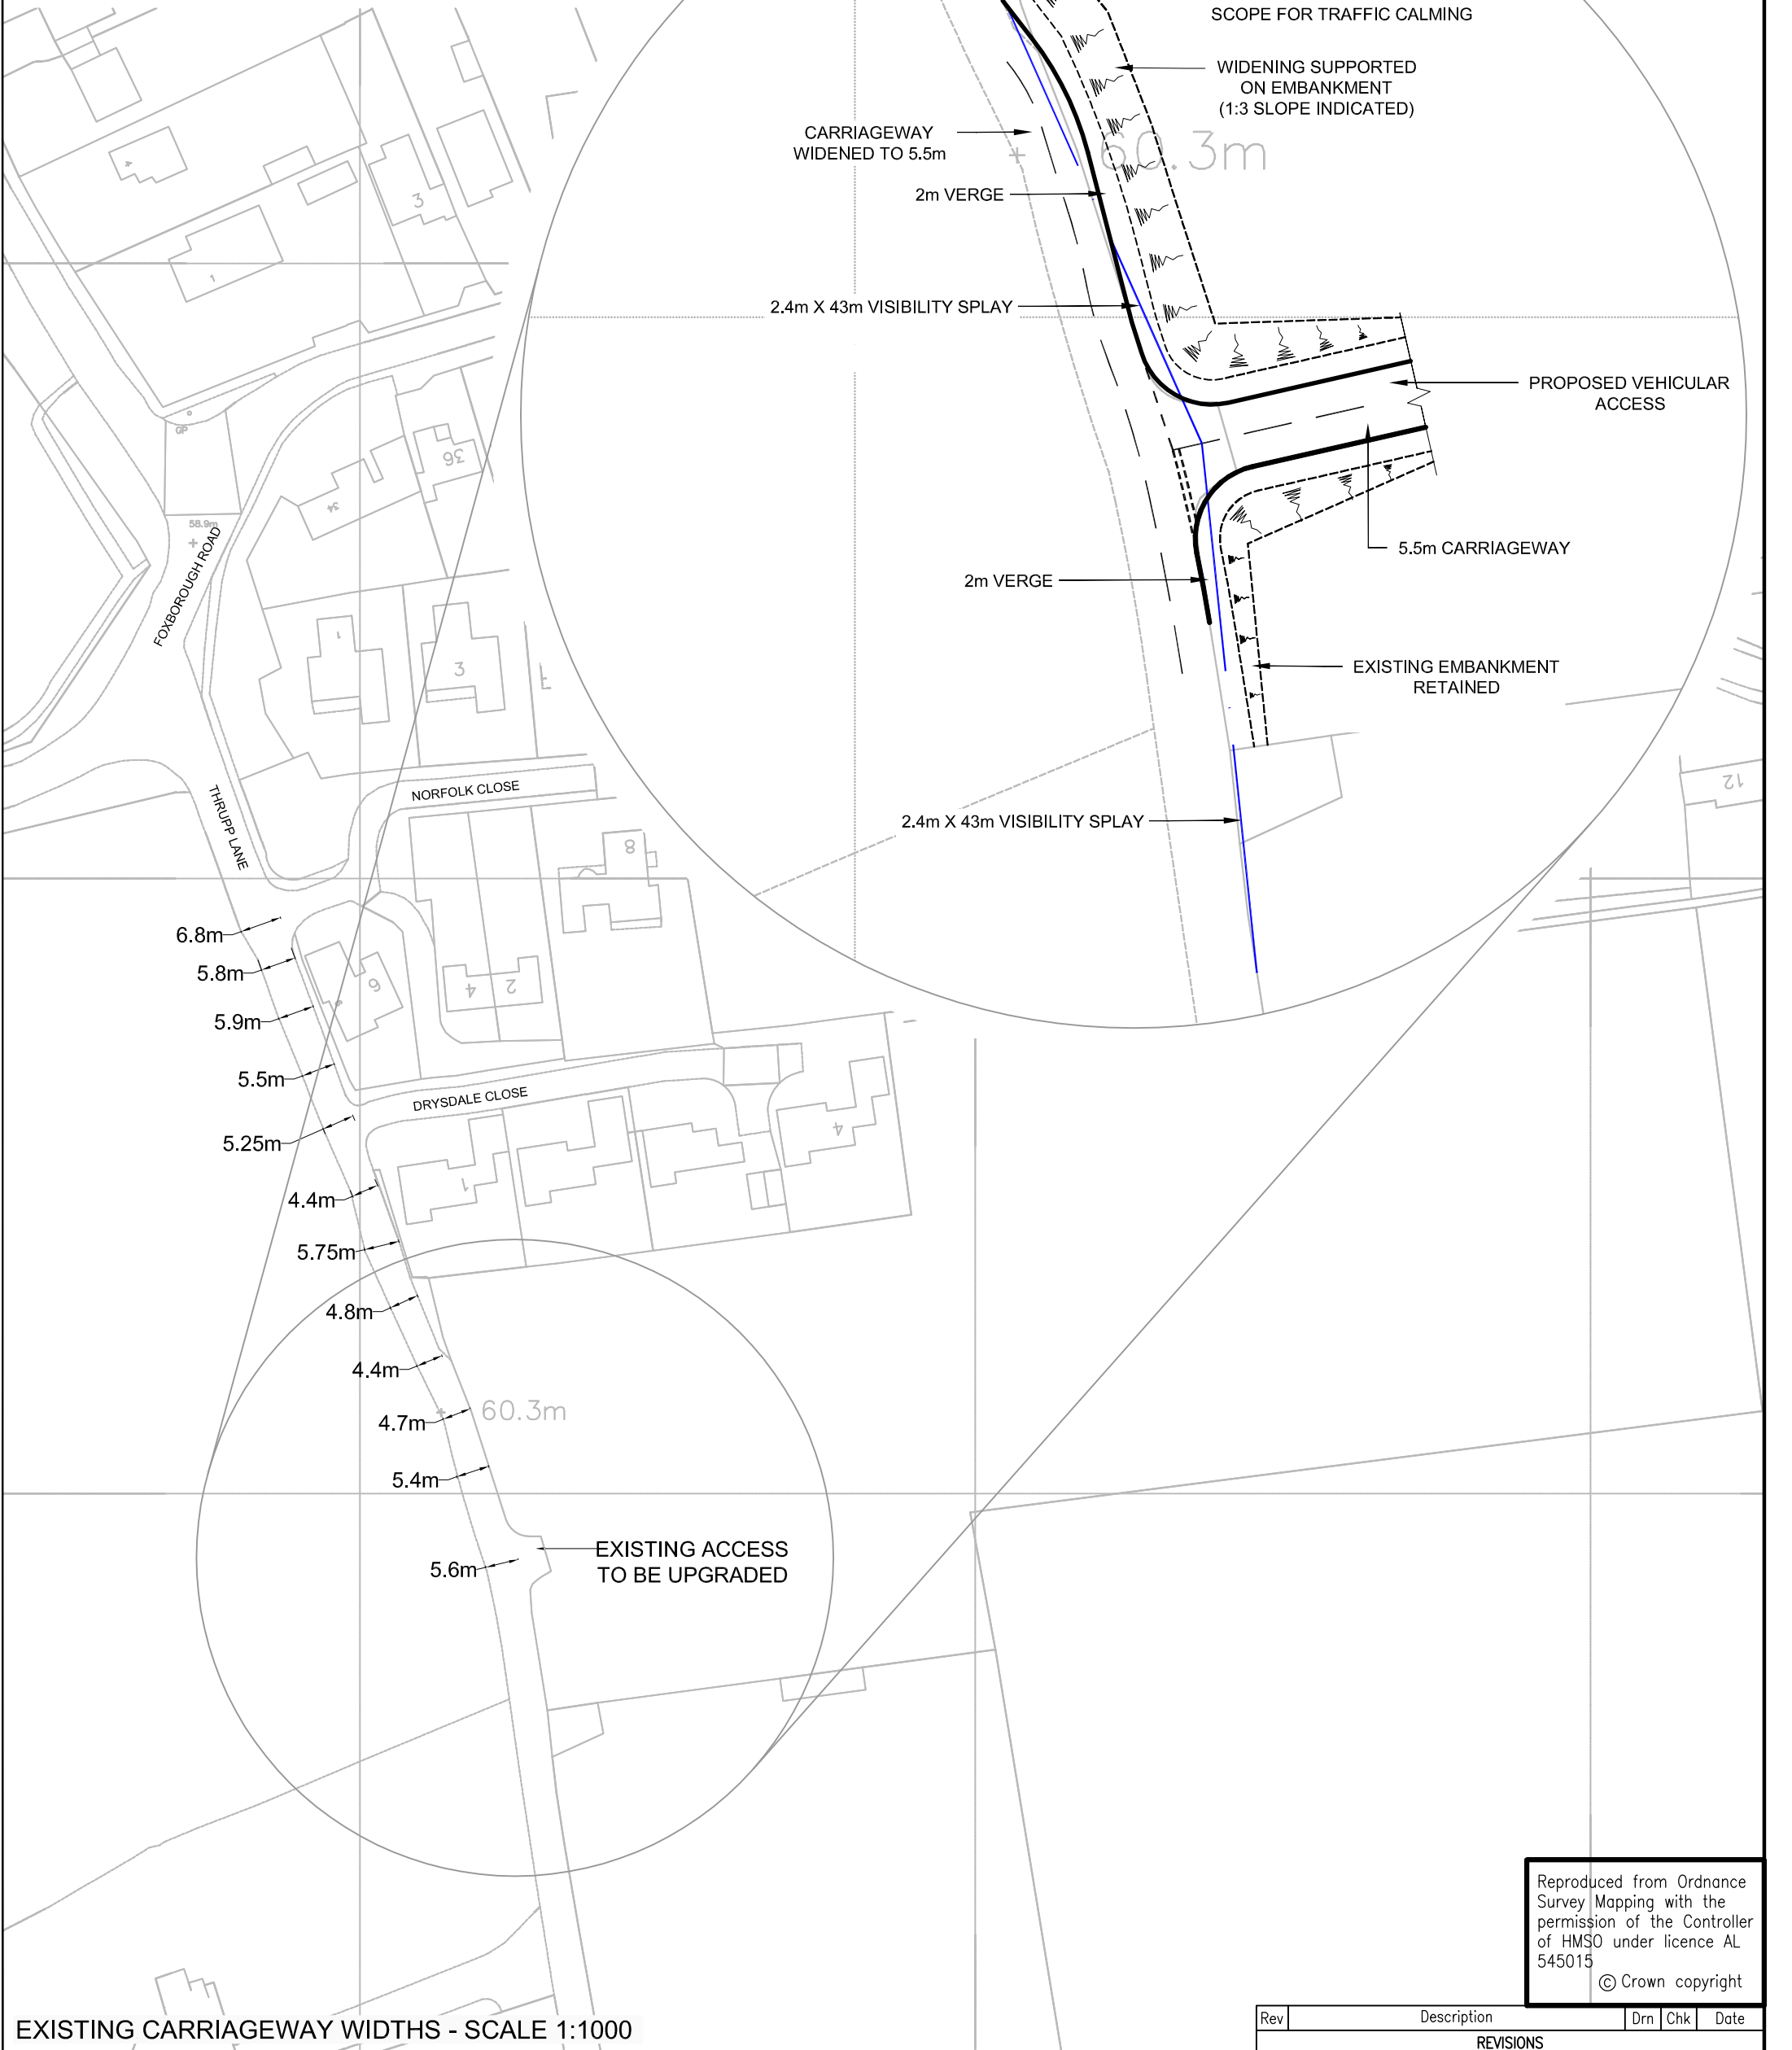 SCOPE FOR TRAFFIC CALMING
WIDENING SUPPORTED
ON EMBANKMENT
(1:3 SLOPE INDICATED)
CARRIAGEWAY
WIDENED TO 5.5m
60.3m
2m VERGE
2.4m X 43m VISIBILITY SPLAY
PROPOSED VEHICULAR
ACCESS
5.5m CARRIAGEWAY
2m VERGE
EXISTING EMBANKMENT
RETAINED
2.4m X 43m VISIBILITY SPLAY
4
3
1
GP
36
34
58.9m
FOXBOROUGH ROAD
1
3
NORFOLK CLOSE
THRUPP LANE
12
8
6.8m
5.8m
6
4
2
5.9m
5.5m
DRYSDALE CLOSE
5.25m
4
4.4m
1
5.75m
4.8m
4.4m
4.7m
60.3m
5.4m
5.6m
EXISTING ACCESS
TO BE UPGRADED
Reproduced from Ordnance
Survey Mapping with the
permission of the Controller
of HMSO under licence AL
545015
© Crown copyright
EXISTING CARRIAGEWAY WIDTHS - SCALE 1:1000
Rev Description Drn Chk Date
REVISIONS